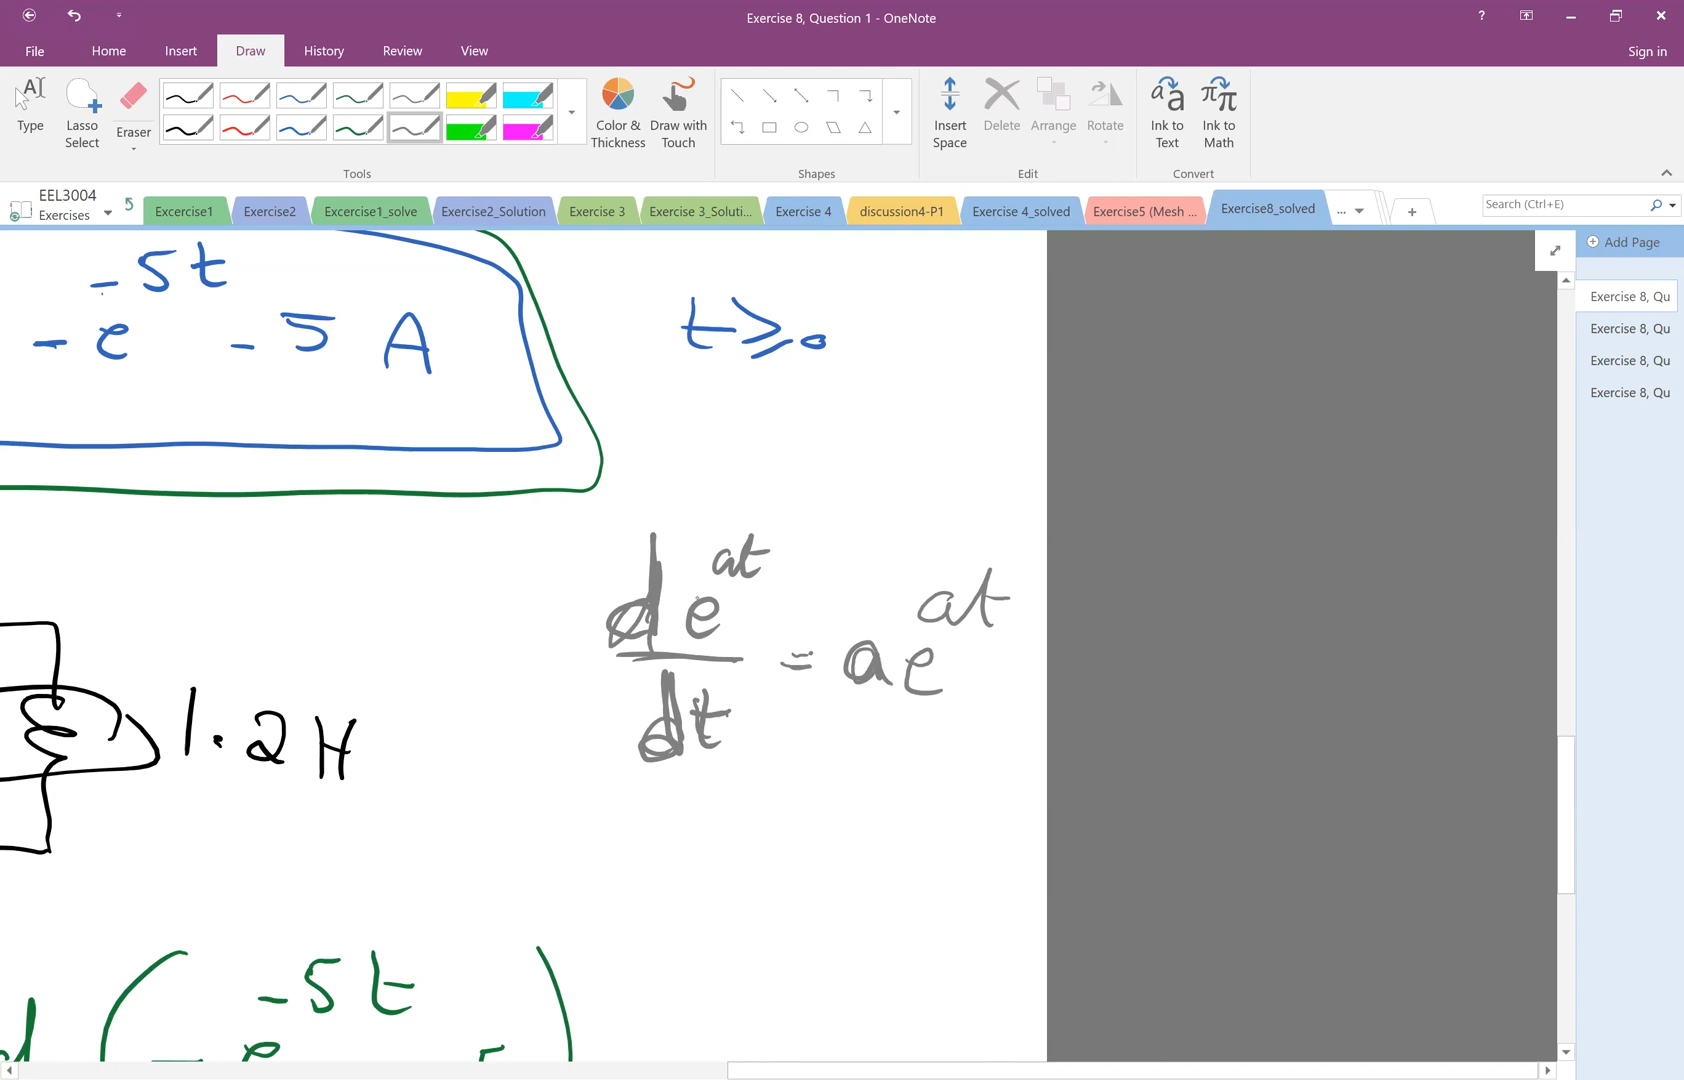 Exercise 8, Question 1 - OneNote
?
File Home Insert Draw History Review View Sign in
Type
Lasso Select
Eraser
Color & Thickness
Draw with Touch
Insert Space
Delete
Arrange
Rotate
Ink to Text
Ink to Math
Tools Shapes Edit Convert
EEL3004
Exercises
Excercise1 Exercise2 Excercise1_solve Exercise2_Solution Exercise 3 Exercise 3_Soluti... Exercise 4 discussion4-P1 Exercise 4_solved Exercise5 (Mesh ... Exercise8_solved ... +
Search (Ctrl+E)
Add Page
Exercise 8, Qu
Exercise 8, Qu
Exercise 8, Qu
Exercise 8, Qu
-5t
- e - 5 A t ≥ 0
d e^at
dt
= a e^at
1.2 H
d ( -5t )
- e 5